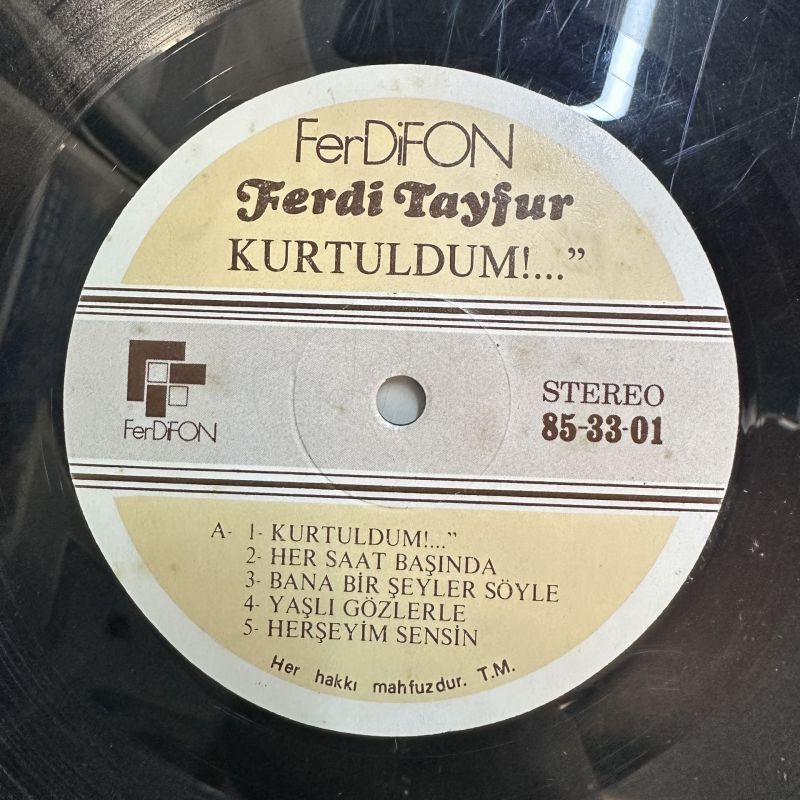 FerDiFON
Ferdi Tayfur
KURTULDUM!..."
FerDiFON
STEREO
85-33-01
A- 1- KURTULDUM!..."
2- HER SAAT BAŞINDA
3- BANA BİR ŞEYLER SÖYLE
4- YAŞLI GÖZLERLE
5- HERŞEYİM SENSİN
Her hakkı mahfuzdur. T.M.